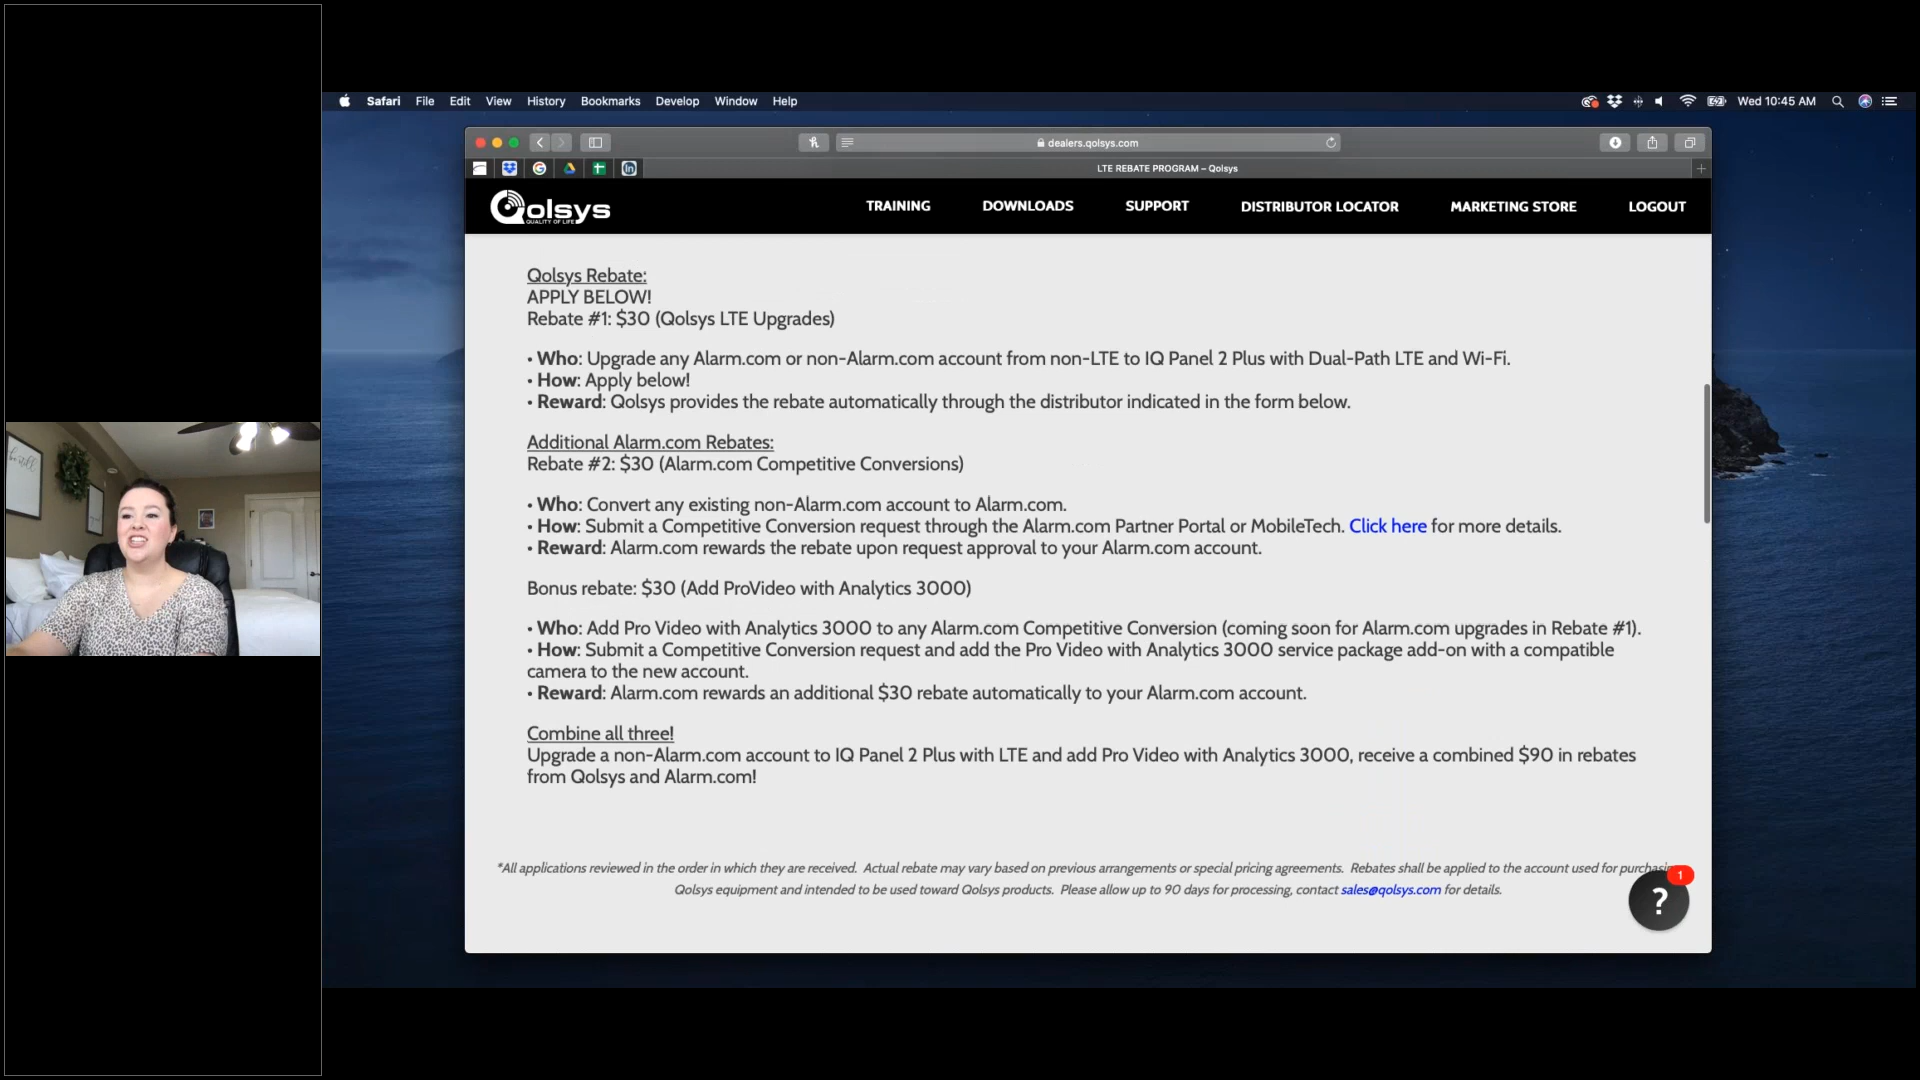 Safari File Edit View History Bookmarks Develop Window Help Wed 10:45 AM
dealers.qolsys.com
LTE REBATE PROGRAM – Qolsys
Qolsys
QUALITY OF LIFE
TRAINING DOWNLOADS SUPPORT DISTRIBUTOR LOCATOR MARKETING STORE LOGOUT
Qolsys Rebate:
APPLY BELOW!
Rebate #1: $30 (Qolsys LTE Upgrades)
• Who: Upgrade any Alarm.com or non-Alarm.com account from non-LTE to IQ Panel 2 Plus with Dual-Path LTE and Wi-Fi.
• How: Apply below!
• Reward: Qolsys provides the rebate automatically through the distributor indicated in the form below.
Additional Alarm.com Rebates:
Rebate #2: $30 (Alarm.com Competitive Conversions)
• Who: Convert any existing non-Alarm.com account to Alarm.com.
• How: Submit a Competitive Conversion request through the Alarm.com Partner Portal or MobileTech. Click here for more details.
• Reward: Alarm.com rewards the rebate upon request approval to your Alarm.com account.
Bonus rebate: $30 (Add ProVideo with Analytics 3000)
• Who: Add Pro Video with Analytics 3000 to any Alarm.com Competitive Conversion (coming soon for Alarm.com upgrades in Rebate #1).
• How: Submit a Competitive Conversion request and add the Pro Video with Analytics 3000 service package add-on with a compatible
camera to the new account.
• Reward: Alarm.com rewards an additional $30 rebate automatically to your Alarm.com account.
Combine all three!
Upgrade a non-Alarm.com account to IQ Panel 2 Plus with LTE and add Pro Video with Analytics 3000, receive a combined $90 in rebates
from Qolsys and Alarm.com!
*All applications reviewed in the order in which they are received. Actual rebate may vary based on previous arrangements or special pricing agreements. Rebates shall be applied to the account used for
Qolsys equipment and intended to be used toward Qolsys products. Please allow up to 90 days for processing, contact sales@qolsys.com for details.
1
?